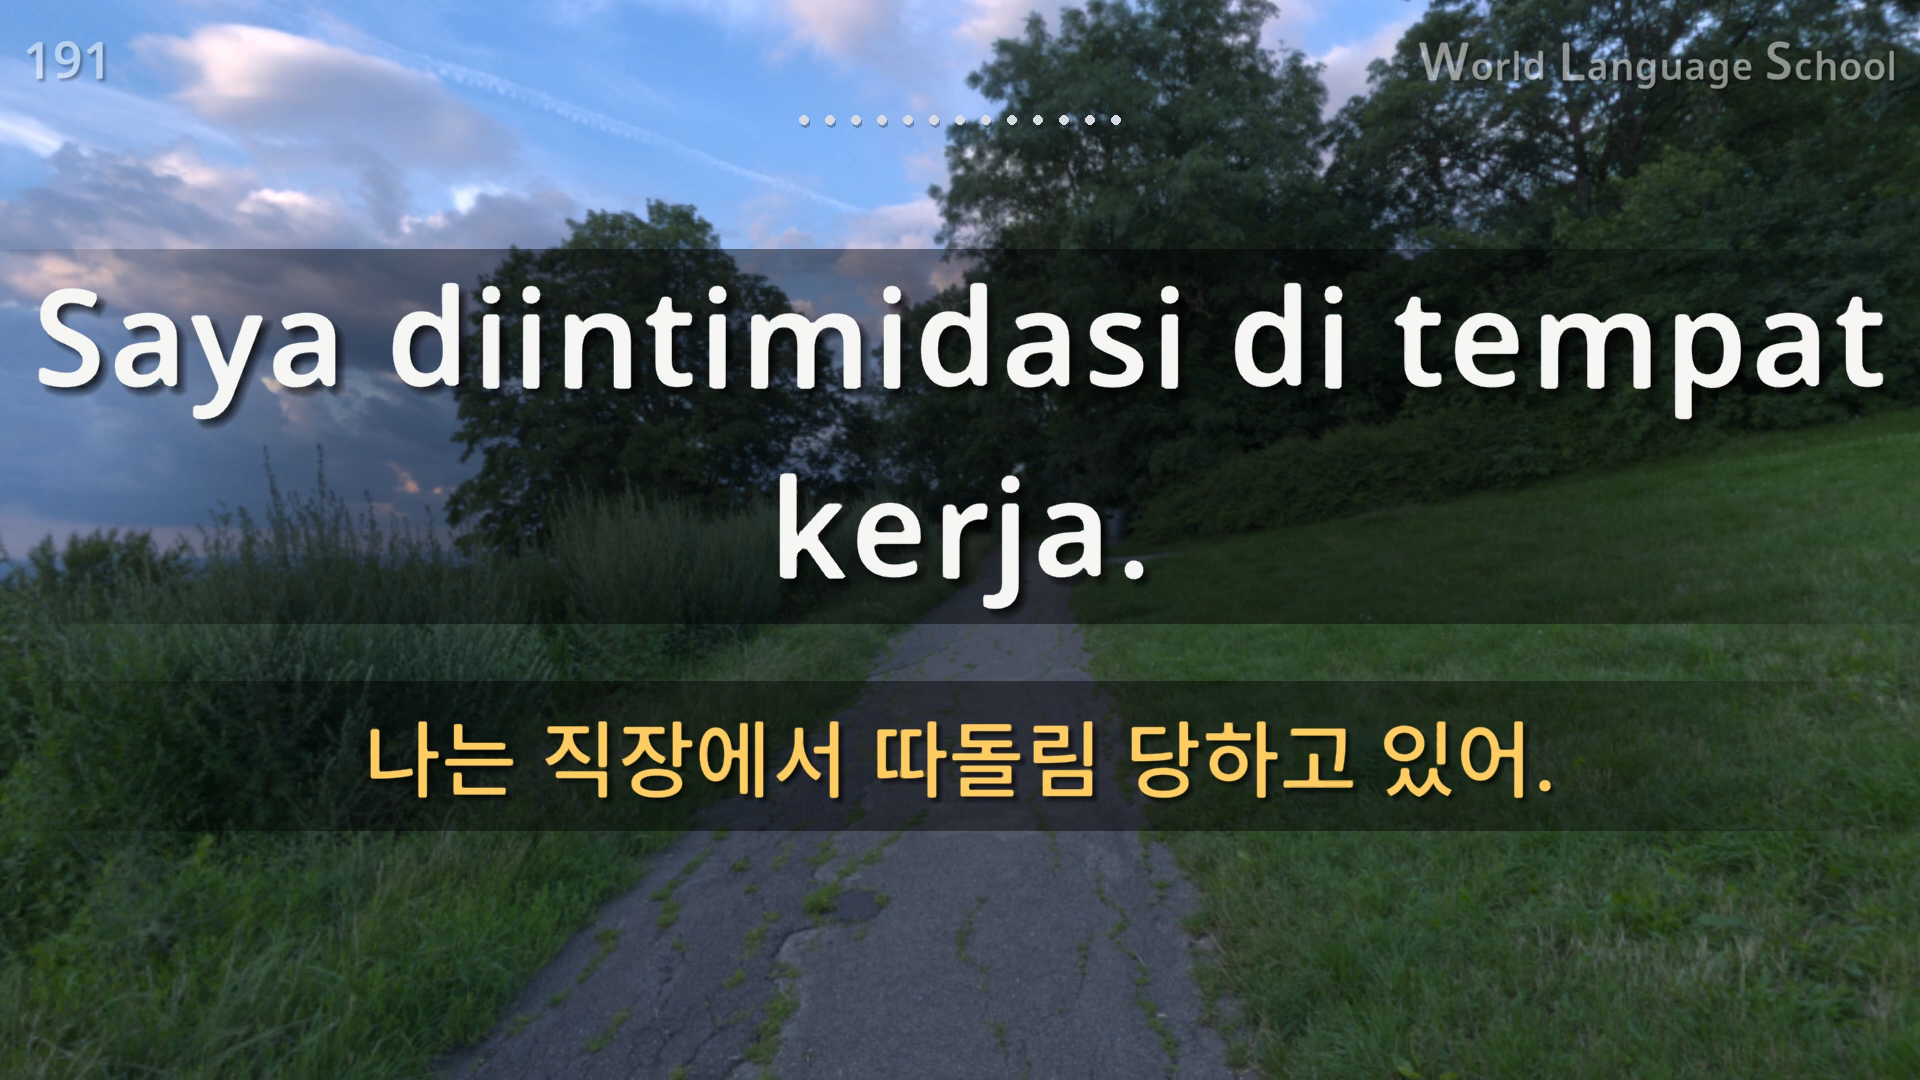 191
World Language School
Saya diintimidasi di tempat
kerja.
나는 직장에서 따돌림 당하고 있어.